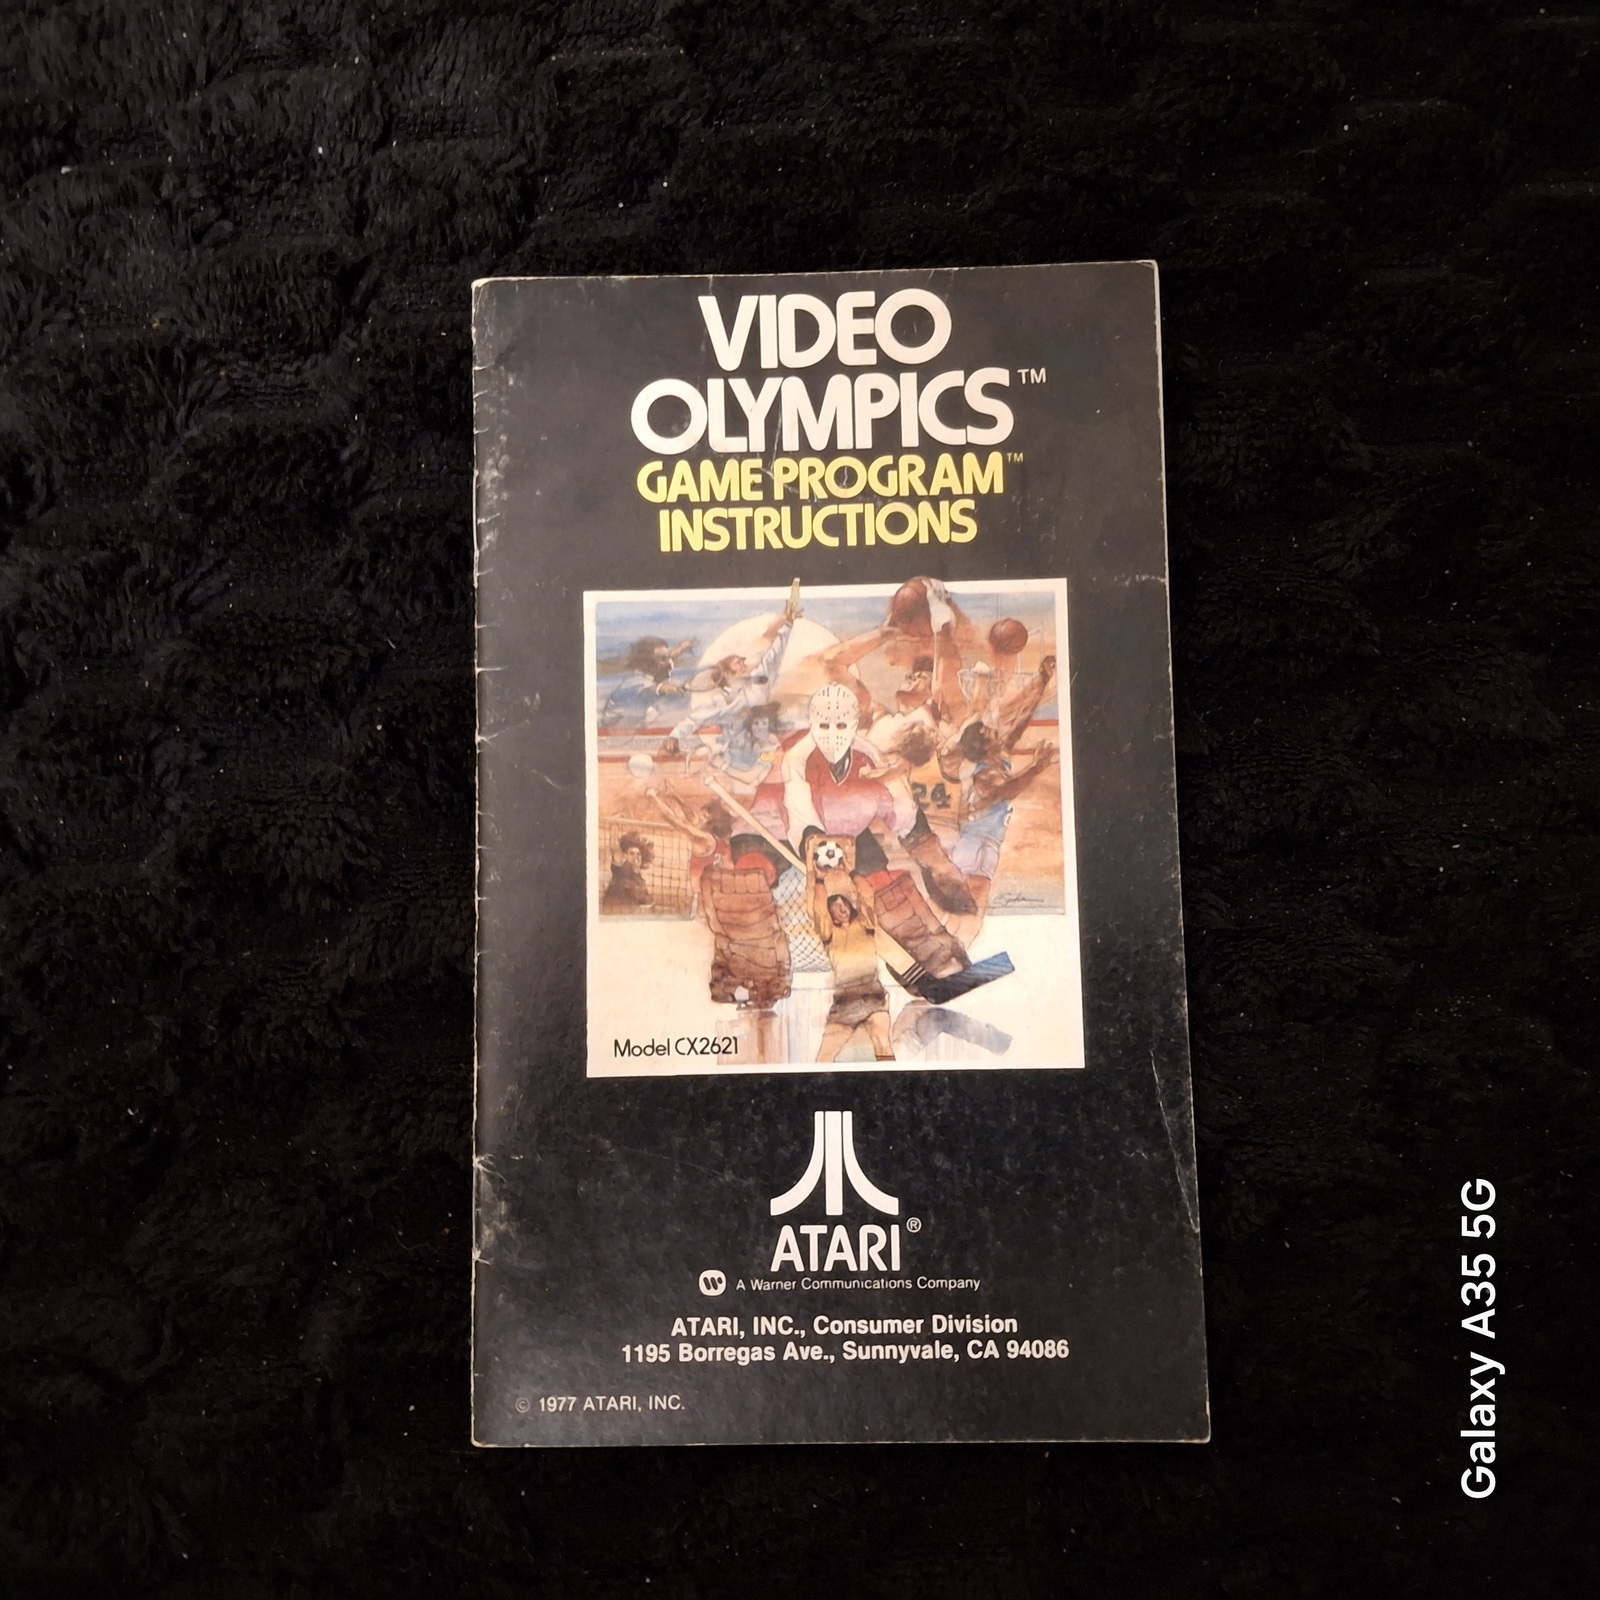 VIDEO
OLYMPICS™
GAME PROGRAM™
INSTRUCTIONS
24
Model CX2621
ATARI®
A Warner Communications Company
ATARI, INC., Consumer Division
1195 Borregas Ave., Sunnyvale, CA 94086
© 1977 ATARI, INC.
Galaxy A35 5G